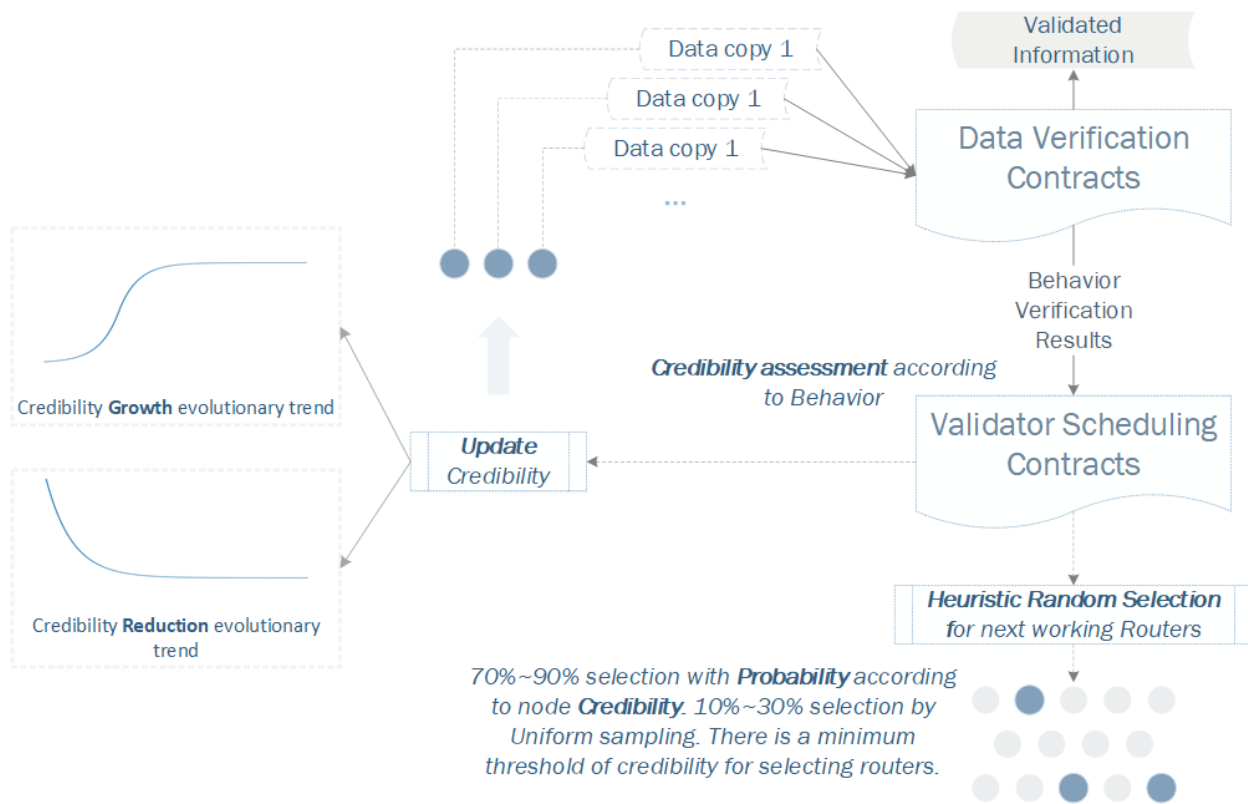 Data copy 1
Data copy 1
Data copy 1
...
Validated
Information
Data Verification
Contracts
Behavior
Verification
Results
Credibility assessment according
to Behavior
Validator Scheduling
Contracts
Update
Credibility
Credibility Growth evolutionary trend
Credibility Reduction evolutionary
trend
Heuristic Random Selection
for next working Routers
70%~90% selection with Probability according
to node Credibility. 10%~30% selection by
Uniform sampling. There is a minimum
threshold of credibility for selecting routers.